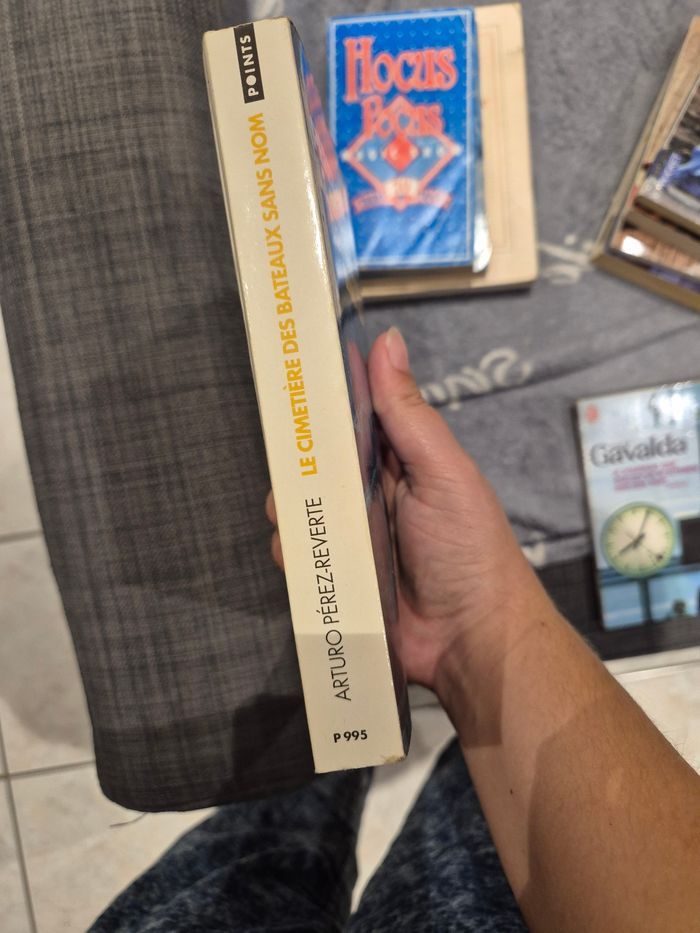 POINTS
LE CIMETIÈRE DES BATEAUX SANS NOM
ARTURO PÉREZ-REVERTE
P 995
HOCUS
POCUS
Gavalda